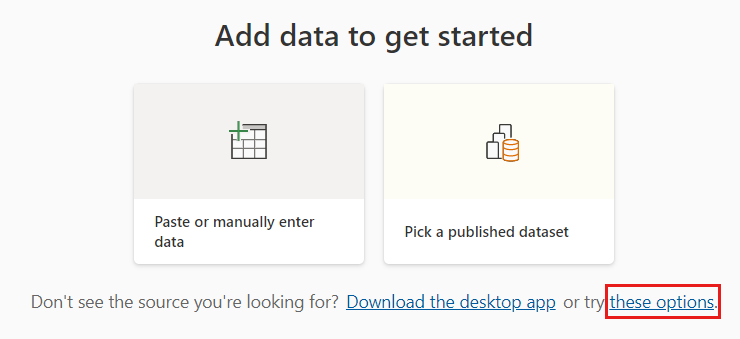 Add data to get started
Paste or manually enter
data
Pick a published dataset
Don't see the source you're looking for? Download the desktop app or try these options.